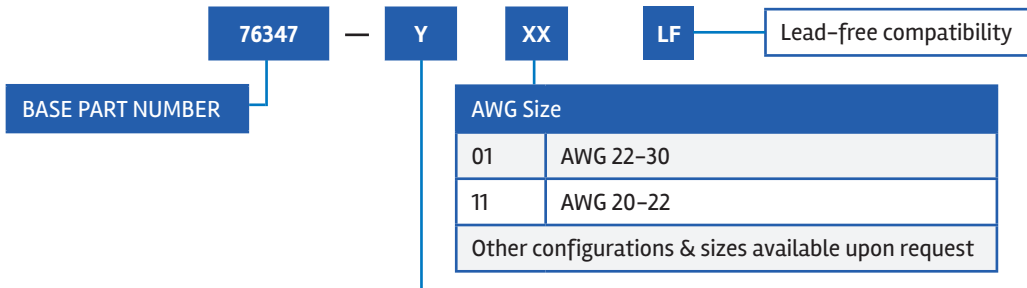 76347 — Y XX LF Lead-free compatibility
BASE PART NUMBER
AWG Size
01 AWG 22–30
11 AWG 20–22
Other configurations & sizes available upon request